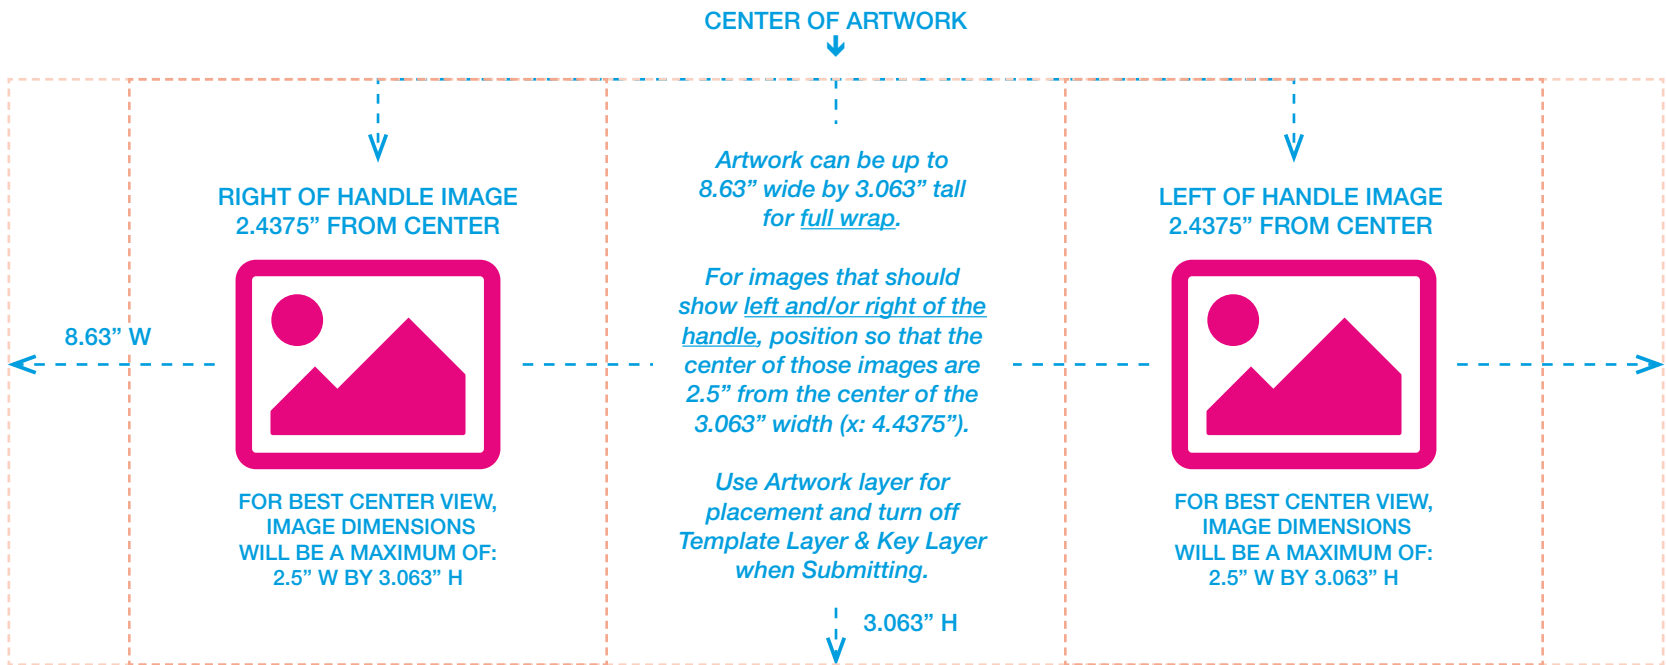 CENTER OF ARTWORK
RIGHT OF HANDLE IMAGE
2.4375” FROM CENTER
8.63” W
FOR BEST CENTER VIEW,
IMAGE DIMENSIONS
WILL BE A MAXIMUM OF:
2.5” W BY 3.063” H
Artwork can be up to
8.63” wide by 3.063” tall
for full wrap.
For images that should
show left and/or right of the
handle, position so that the
center of those images are
2.5” from the center of the
3.063” width (x: 4.4375”).
Use Artwork layer for
placement and turn off
Template Layer & Key Layer
when Submitting.
3.063” H
LEFT OF HANDLE IMAGE
2.4375” FROM CENTER
FOR BEST CENTER VIEW,
IMAGE DIMENSIONS
WILL BE A MAXIMUM OF:
2.5” W BY 3.063” H